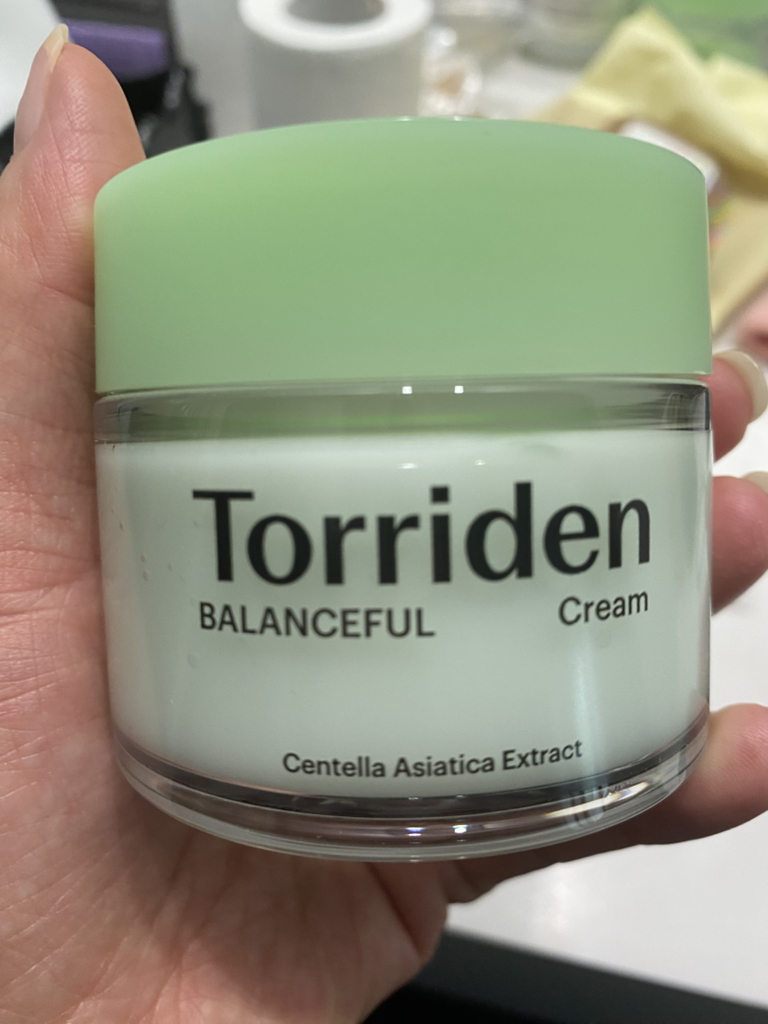 Torriden
BALANCEFUL Cream
Centella Asiatica Extract